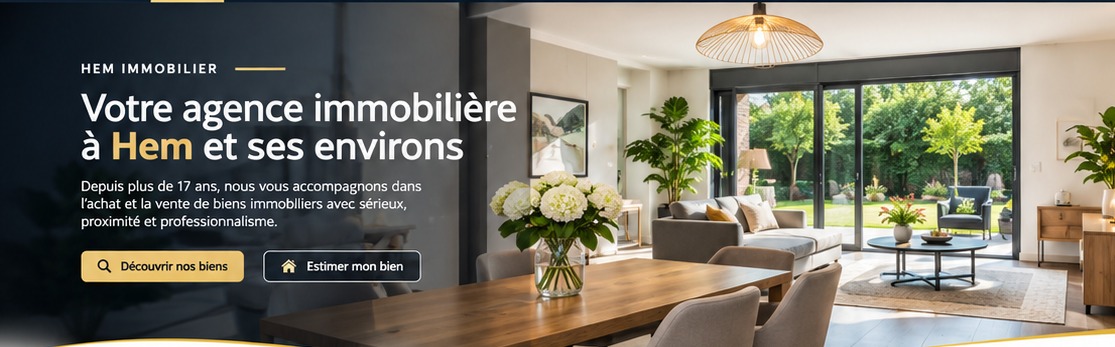 HEM IMMOBILIER
Votre agence immobilière
à Hem et ses environs
Depuis plus de 17 ans, nous vous accompagnons dans
l'achat et la vente de biens immobiliers avec sérieux,
proximité et professionnalisme.
Découvrir nos biens
Estimer mon bien